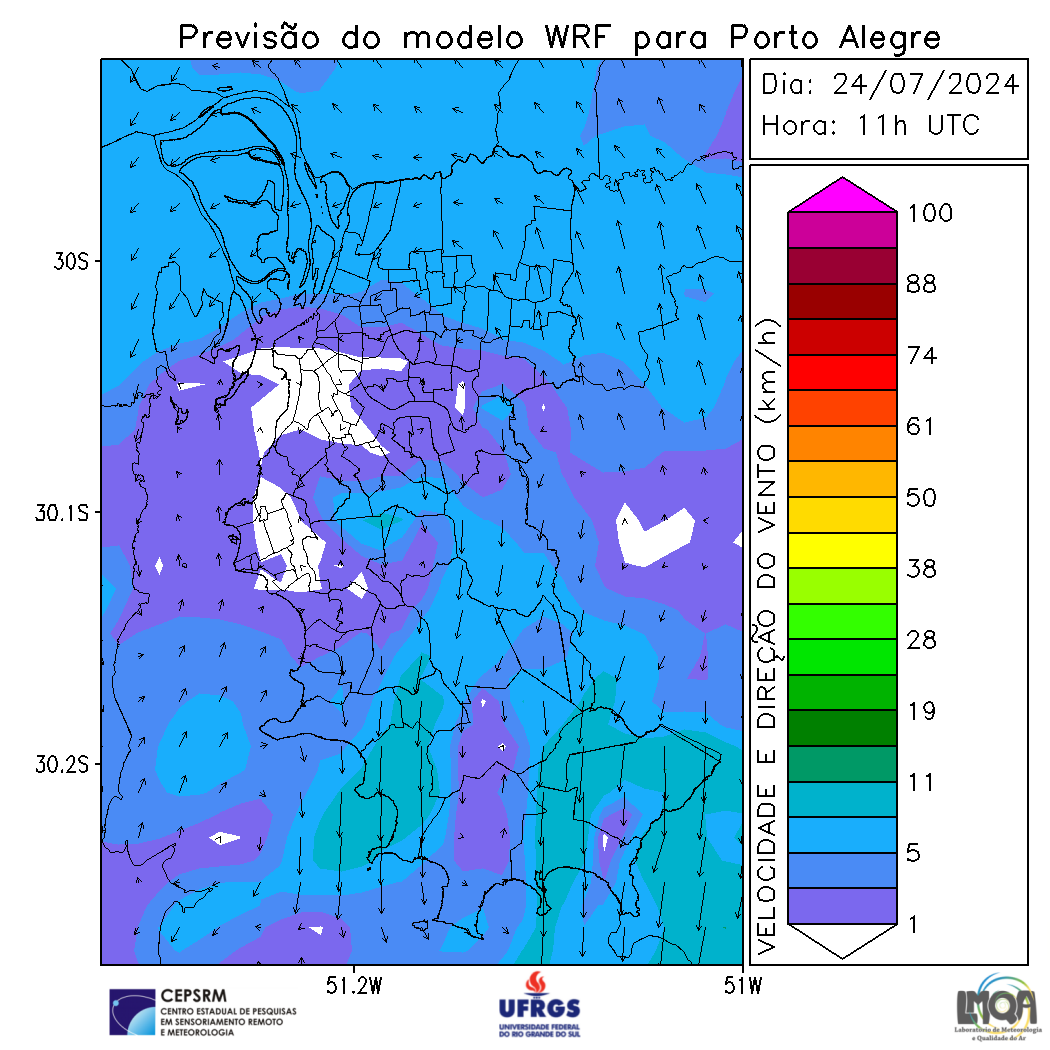 Previsão do modelo WRF para Porto Alegre
Dia: 24/07/2024
Hora: 11h UTC
30S
30.1S
30.2S
51.2W
51W
VELOCIDADE E DIREÇÃO DO VENTO (km/h)
100
88
74
61
50
38
28
19
11
5
1
CEPSRM
CENTRO ESTADUAL DE PESQUISAS
EM SENSORIAMENTO REMOTO
E METEOROLOGIA
UFRGS
UNIVERSIDADE FEDERAL
DO RIO GRANDE DO SUL
LMQA
Laboratório de Meteorologia
e Qualidade do Ar